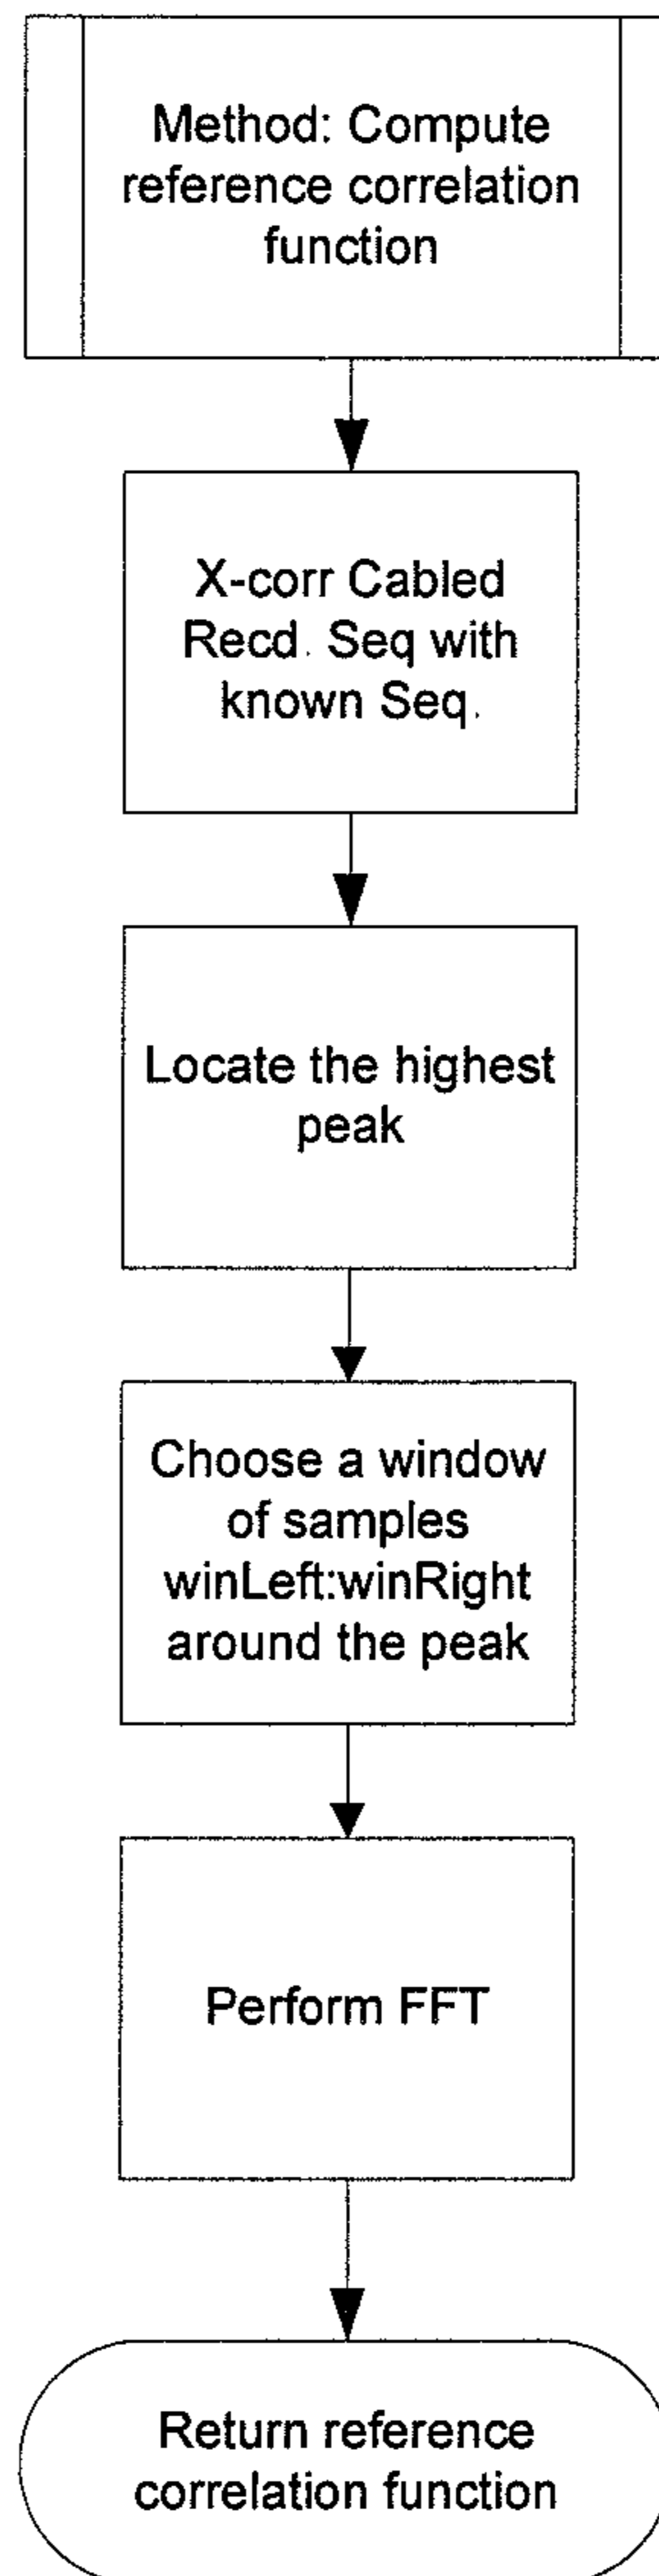 Method: Compute
reference correlation
function
X-corr Cabled
Recd. Seq with
known Seq.
Locate the highest
peak
Choose a window
of samples
winLeft:winRight
around the peak
Perform FFT
Return reference
correlation function